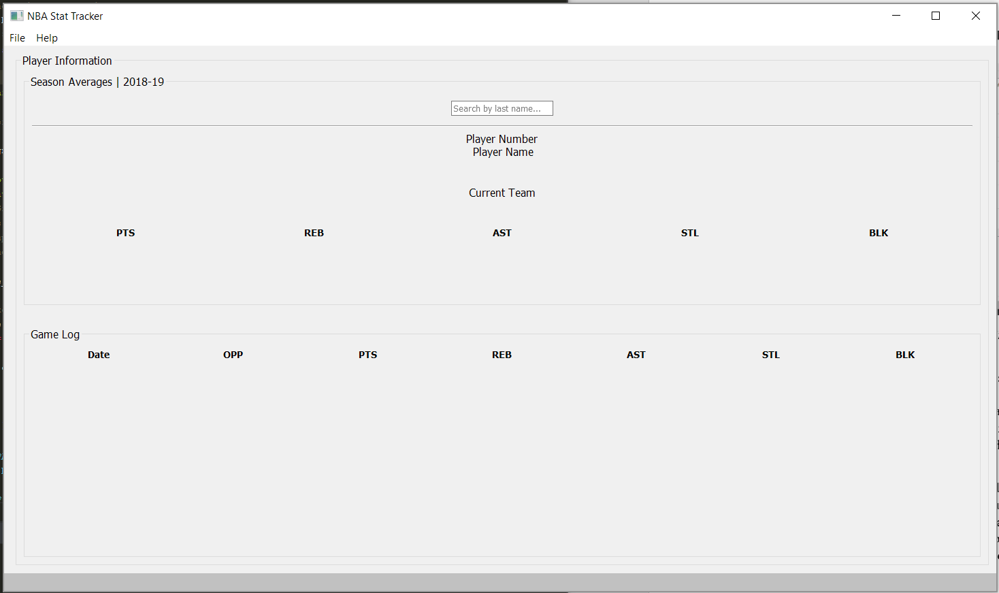 NBA Stat Tracker
File Help
Player Information
Season Averages | 2018-19
Search by last name...
Player Number
Player Name
Current Team
PTS REB AST STL BLK
Game Log
Date OPP PTS REB AST STL BLK